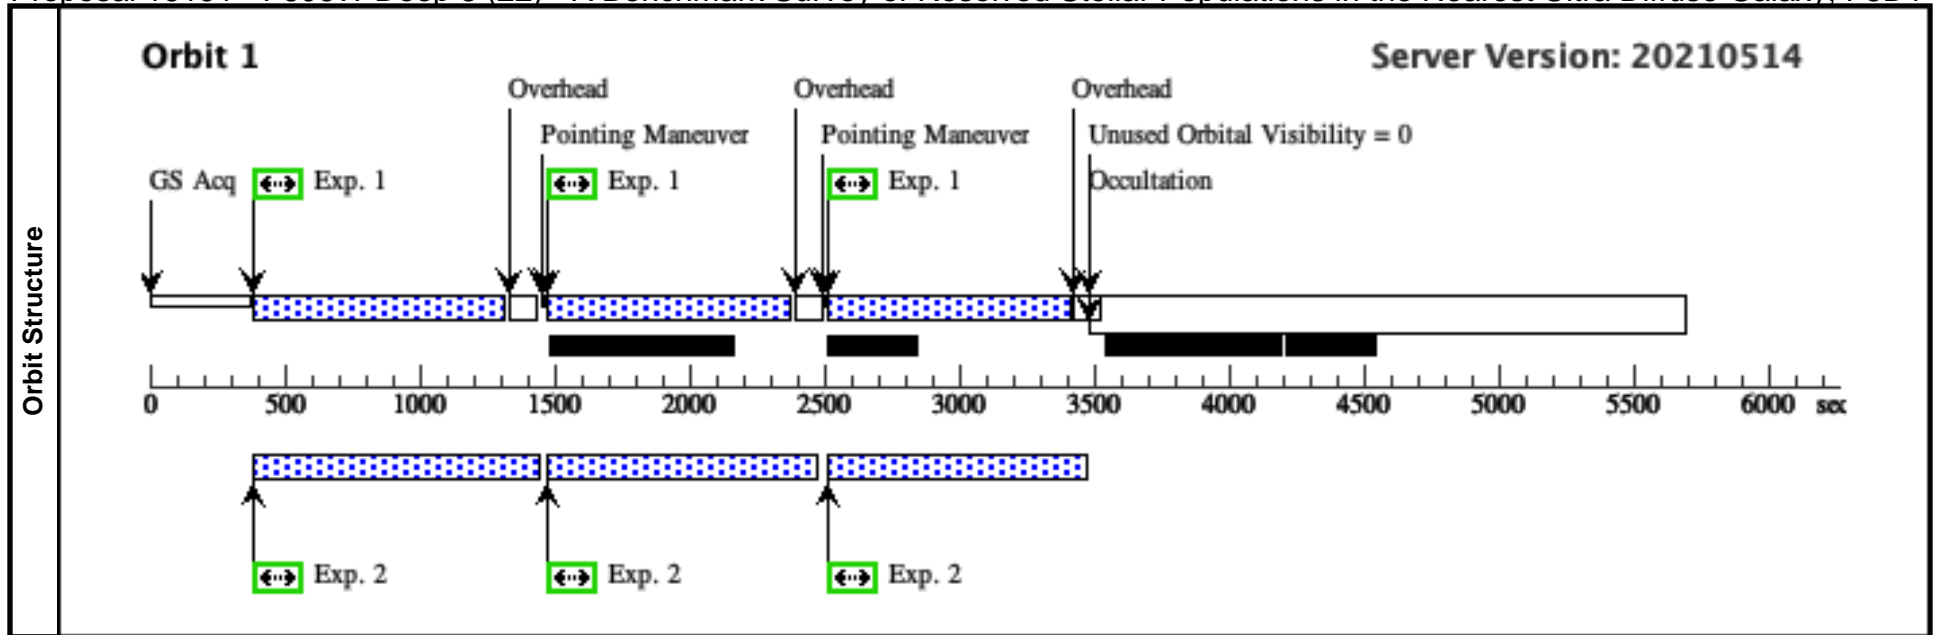 Orbit 1
Server Version: 20210514
Overhead
Overhead
Overhead
Pointing Maneuver
Pointing Maneuver
Unused Orbital Visibility = 0
GS Acq
Exp. 1
Exp. 1
Exp. 1
Occultation
Orbit Structure
0 500 1000 1500 2000 2500 3000 3500 4000 4500 5000 5500 6000 sec
Exp. 2
Exp. 2
Exp. 2